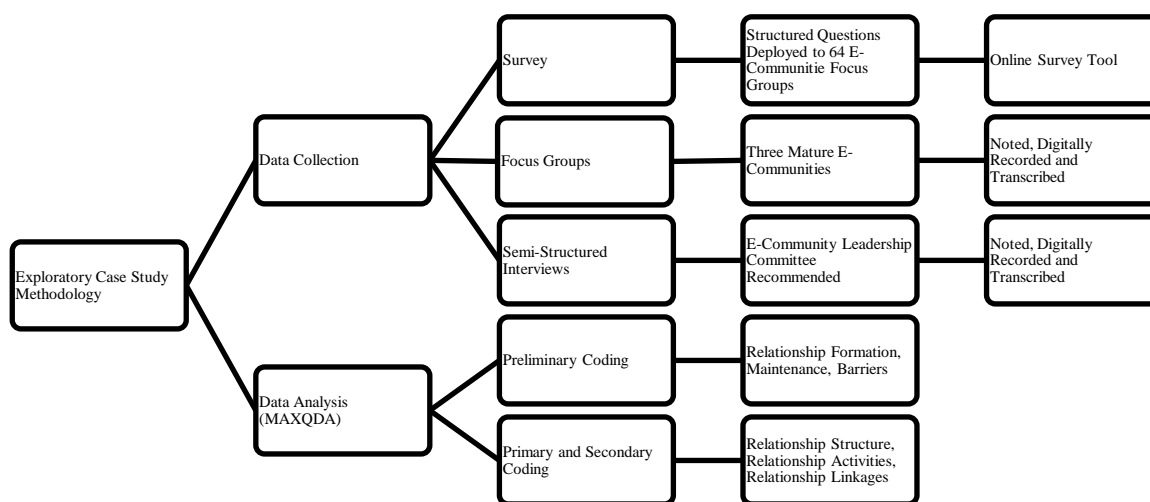 Survey
Structured Questions
Deployed to 64 E-
Communitie Focus
Groups
Online Survey Tool
Data Collection
Focus Groups
Three Mature E-
Communities
Noted, Digitally
Recorded and
Transcribed
Semi-Structured
Interviews
E-Community Leadership
Committee
Recommended
Noted, Digitally
Recorded and
Transcribed
Exploratory Case Study
Methodology
Preliminary Coding
Relationship Formation,
Maintenance, Barriers
Data Analysis
(MAXQDA)
Primary and Secondary
Coding
Relationship Structure,
Relationship Activities,
Relationship Linkages